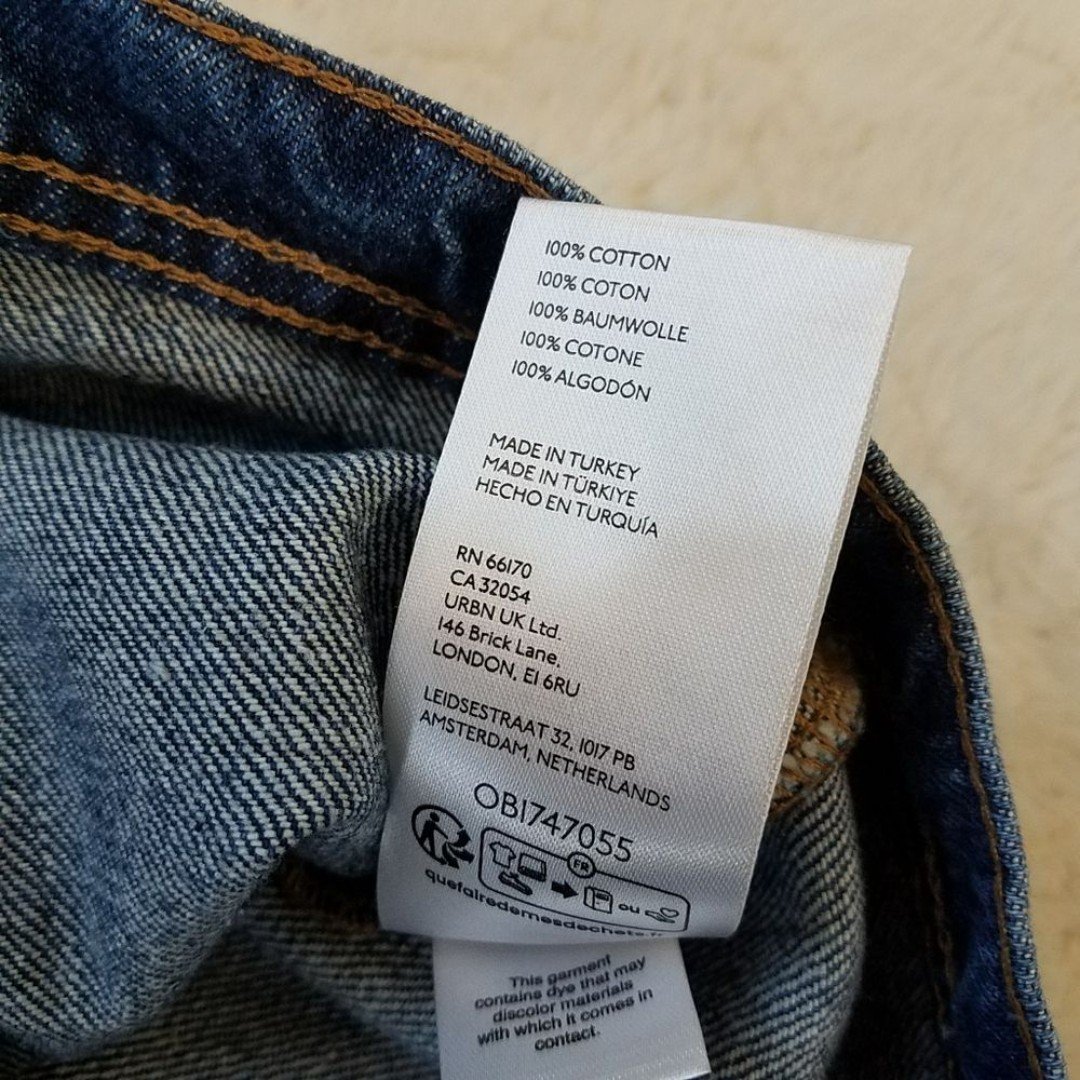 100% COTTON
100% COTON
100% BAUMWOLLE
100% COTONE
100% ALGODÓN
MADE IN TURKEY
MADE IN TÜRKIYE
HECHO EN TURQUÍA
RN 66170
CA 32054
URBN UK Ltd.
146 Brick Lane,
LONDON, E1 6RU
LEIDSESTRAAT 32, 1017 PB
AMSTERDAM, NETHERLANDS
OB1747055
FR
ou
quefairedemesdechets.fr
This garment
contains dye that may
discolor materials
with which it comes in
contact.